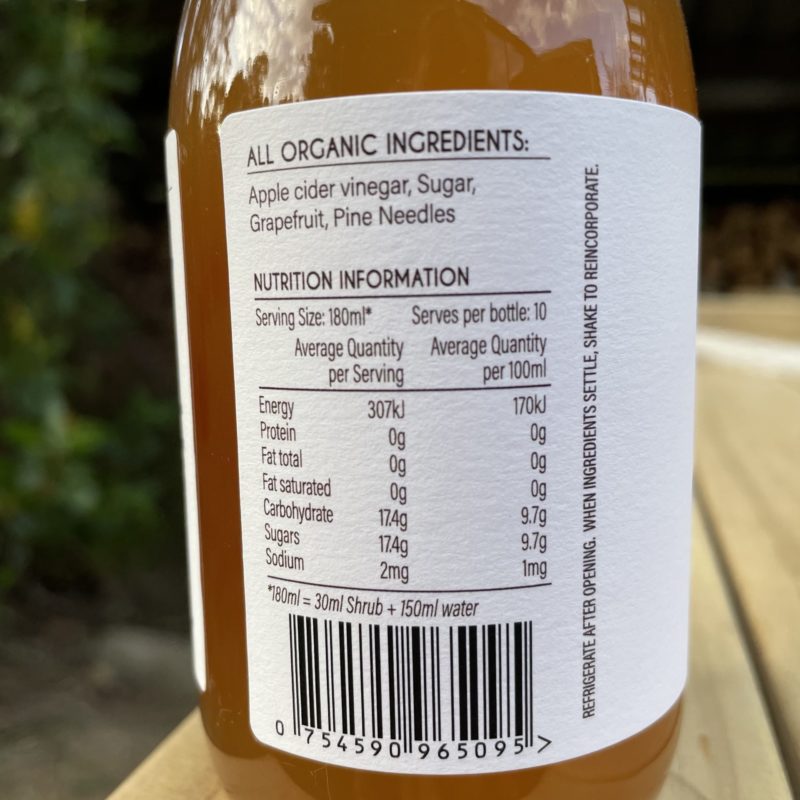 ALL ORGANIC INGREDIENTS:
Apple cider vinegar, Sugar,
Grapefruit, Pine Needles
NUTRITION INFORMATION
Serving Size: 180ml* Serves per bottle: 10
Average Quantity Average Quantity
per Serving per 100ml
Energy 307kJ 170kJ
Protein 0g 0g
Fat total 0g 0g
Fat saturated 0g 0g
Carbohydrate 17.4g 9.7g
Sugars 17.4g 9.7g
Sodium 2mg 1mg
*180ml = 30ml Shrub + 150ml water
0 754590 965095 >
REFRIGERATE AFTER OPENING. WHEN INGREDIENTS SETTLE, SHAKE TO REINCORPORATE.